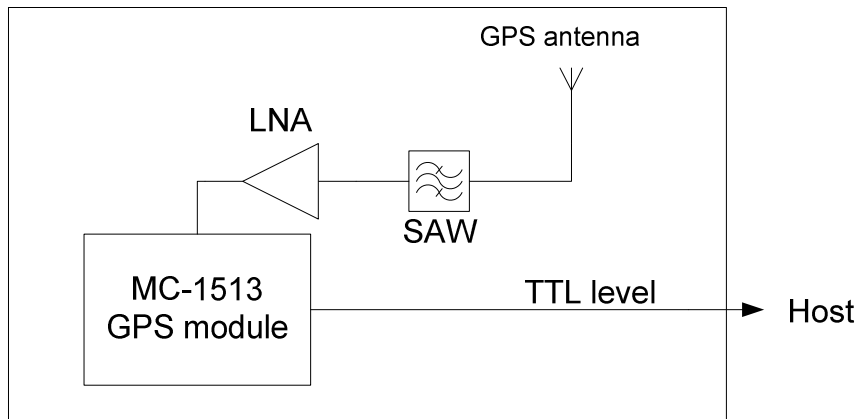 GPS antenna
LNA
SAW
MC-1513
GPS module
TTL level
Host